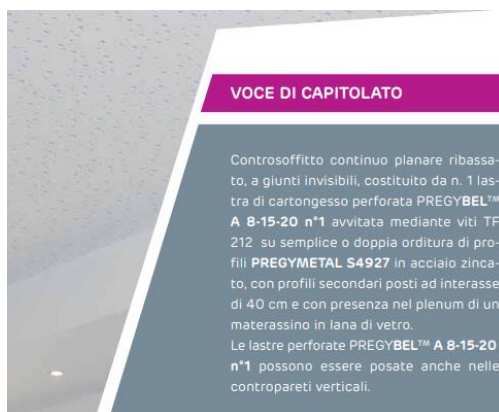 VOCE DI CAPITOLATO
Controsoffitto continuo planare ribassa-
to, a giunti invisibili, costituito da n. 1 las-
tra di cartongesso perforata PREGYBEL™
A 8-15-20 n°1 avvitata mediante viti TF
212 su semplice o doppia orditura di pro-
fili PREGYMETAL S4927 in acciaio zinca-
to, con profili secondari posti ad interasse
di 40 cm e con presenza nel plenum di un
materassino in lana di vetro.
Le lastre perforate PREGYBEL™ A 8-15-20
n°1 possono essere posate anche nelle
contropareti verticali.